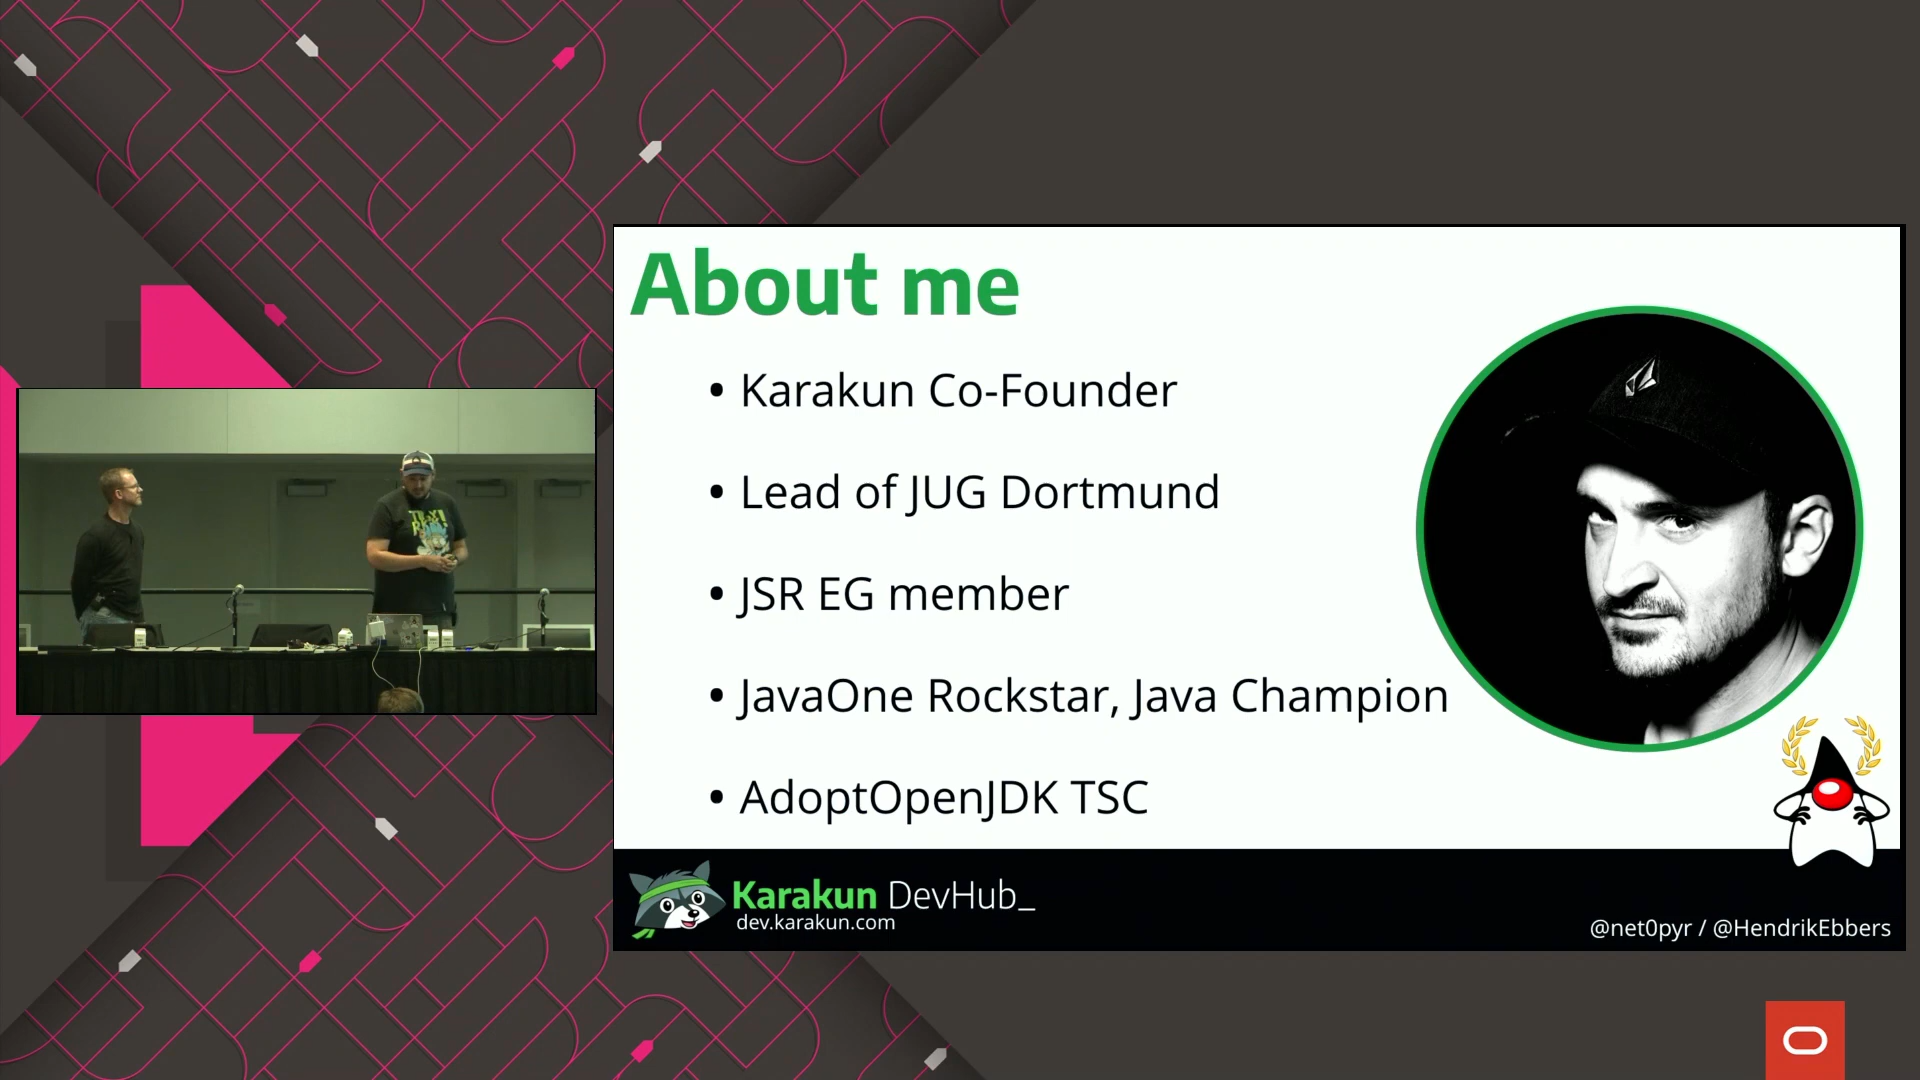 About me
• Karakun Co-Founder
• Lead of JUG Dortmund
• JSR EG member
• JavaOne Rockstar, Java Champion
• AdoptOpenJDK TSC
Karakun DevHub_
dev.karakun.com
@net0pyr / @HendrikEbbers